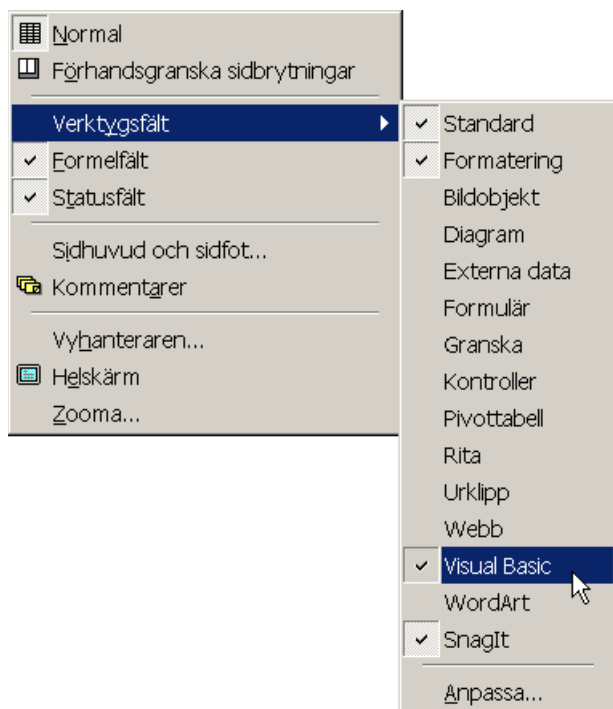 Normal
Förhandsgranska sidbrytningar
Verktygsfält
Formelfält
Statusfält
Sidhuvud och sidfot...
Kommentarer
Vyhanteraren...
Helskärm
Zooma...
Standard
Formatering
Bildobjekt
Diagram
Externa data
Formulär
Granska
Kontroller
Pivottabell
Rita
Urklipp
Webb
Visual Basic
WordArt
SnagIt
Anpassa...